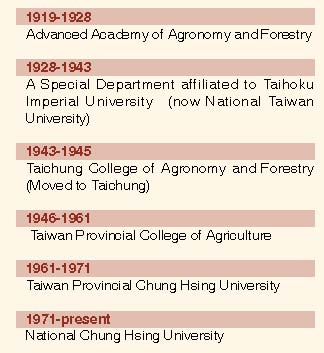 1919-1928
Advanced Academy of Agronomy and Forestry
1928-1943
A Special Department affiliated to Taihoku
Imperial University (now National Taiwan
University)
1943-1945
Taichung College of Agronomy and Forestry
(Moved to Taichung)
1946-1961
Taiwan Provincial College of Agriculture
1961-1971
Taiwan Provincial Chung Hsing University
1971-present
National Chung Hsing University